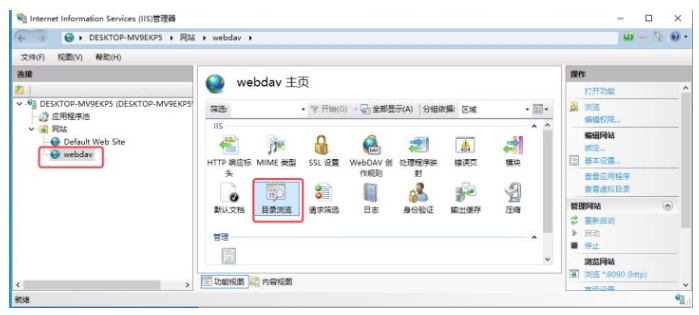 Internet Information Services (IIS)管理器
DESKTOP-MV9EKP5 ▸ 网站 ▸ webdav ▸
文件(F) 视图(V) 帮助(H)
连接
DESKTOP-MV9EKP5 (DESKTOP-MV9EKP5
应用程序池
网站
Default Web Site
webdav
webdav 主页
筛选: 开始(G) 全部显示(A) 分组依据: 区域
IIS
HTTP 响应标头 MIME 类型 SSL 设置 WebDAV 创作规则 处理程序映射 错误页 模块
默认文档 目录浏览 请求筛选 日志 身份验证 输出缓存 压缩
管理
功能视图 内容视图
就绪
操作
打开功能
浏览
编辑权限...
编辑网站
绑定...
基本设置...
查看应用程序
查看虚拟目录
管理网站
重新启动
启动
停止
浏览网站
浏览 *:8090 (http)
高级设置...